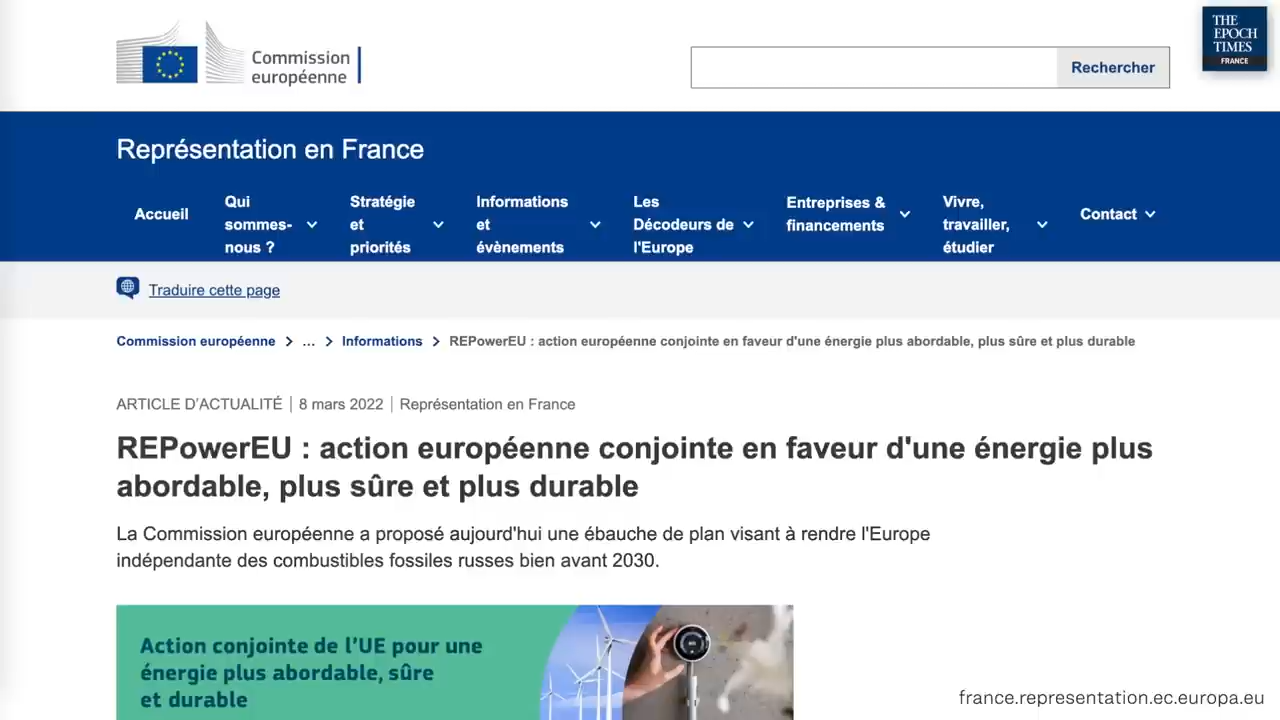 Commission
européenne
Rechercher
THE
EPOCH
TIMES
FRANCE
Représentation en France
Accueil
Qui
sommes-
nous ?
Stratégie
et
priorités
Informations
et
évènements
Les
Décodeurs de
l'Europe
Entreprises &
financements
Vivre,
travailler,
étudier
Contact
Traduire cette page
Commission européenne > ... > Informations > REPowerEU : action européenne conjointe en faveur d'une énergie plus abordable, plus sûre et plus durable
ARTICLE D'ACTUALITÉ | 8 mars 2022 | Représentation en France
REPowerEU : action européenne conjointe en faveur d'une énergie plus
abordable, plus sûre et plus durable
La Commission européenne a proposé aujourd'hui une ébauche de plan visant à rendre l'Europe
indépendante des combustibles fossiles russes bien avant 2030.
Action conjointe de l'UE pour une
énergie plus abordable, sûre
et durable
france.representation.ec.europa.eu